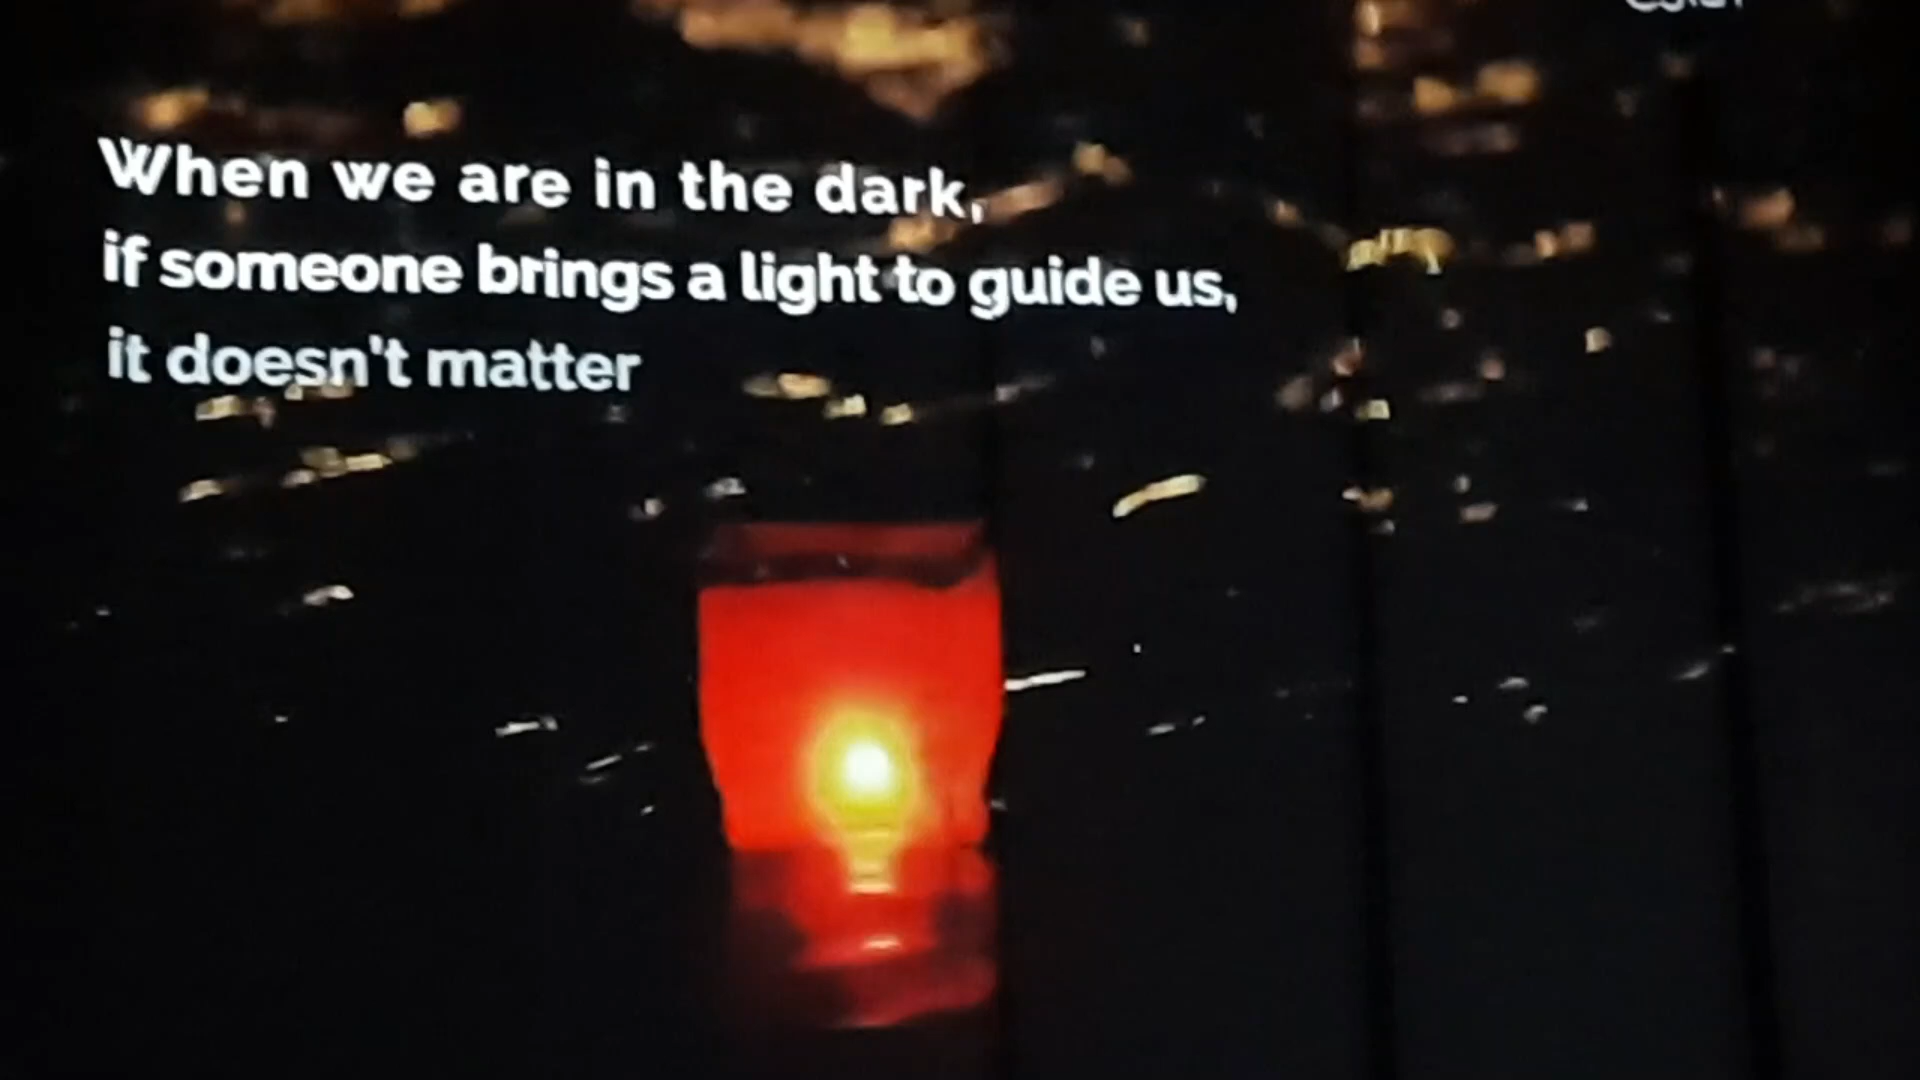 When we are in the dark,
if someone brings a light to guide us,
it doesn't matter